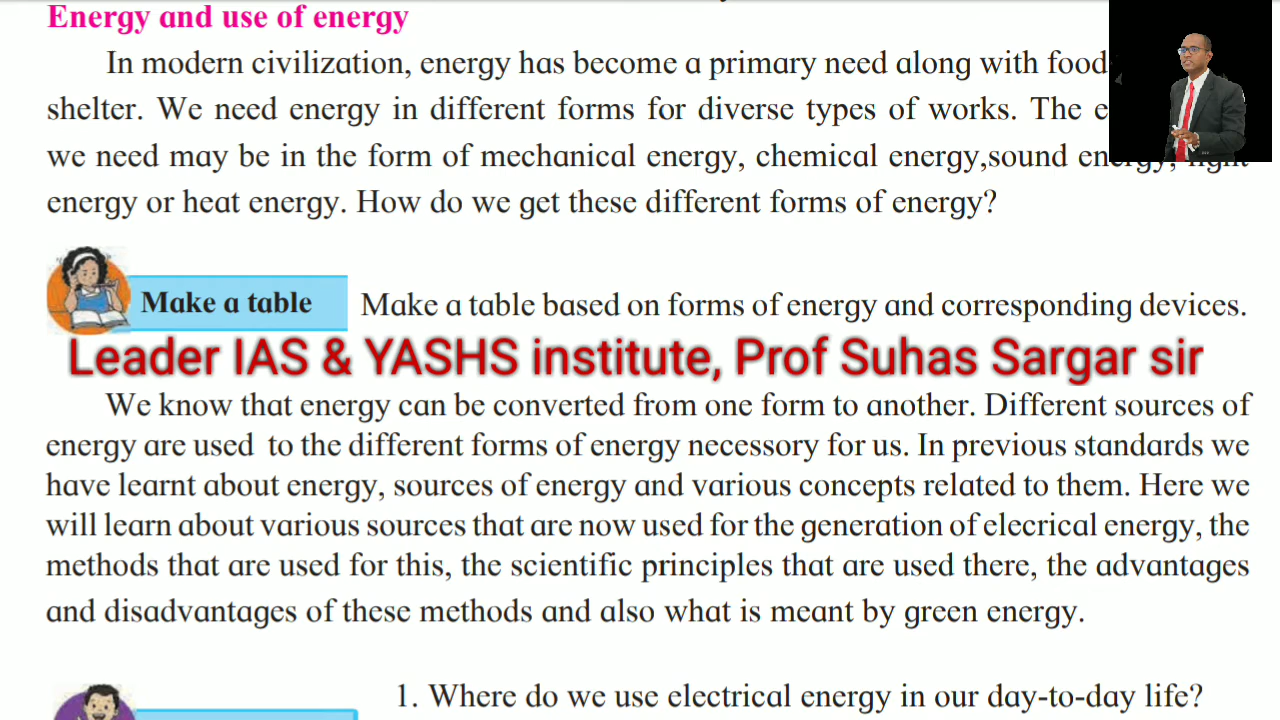 Energy and use of energy
In modern civilization, energy has become a primary need along with food
shelter. We need energy in different forms for diverse types of works. The
we need may be in the form of mechanical energy, chemical energy,sound energy, light
energy or heat energy. How do we get these different forms of energy?
Make a table Make a table based on forms of energy and corresponding devices.
Leader IAS & YASHS institute, Prof Suhas Sargar sir
We know that energy can be converted from one form to another. Different sources of
energy are used to the different forms of energy necessory for us. In previous standards we
have learnt about energy, sources of energy and various concepts related to them. Here we
will learn about various sources that are now used for the generation of elecrical energy, the
methods that are used for this, the scientific principles that are used there, the advantages
and disadvantages of these methods and also what is meant by green energy.
1. Where do we use electrical energy in our day-to-day life?